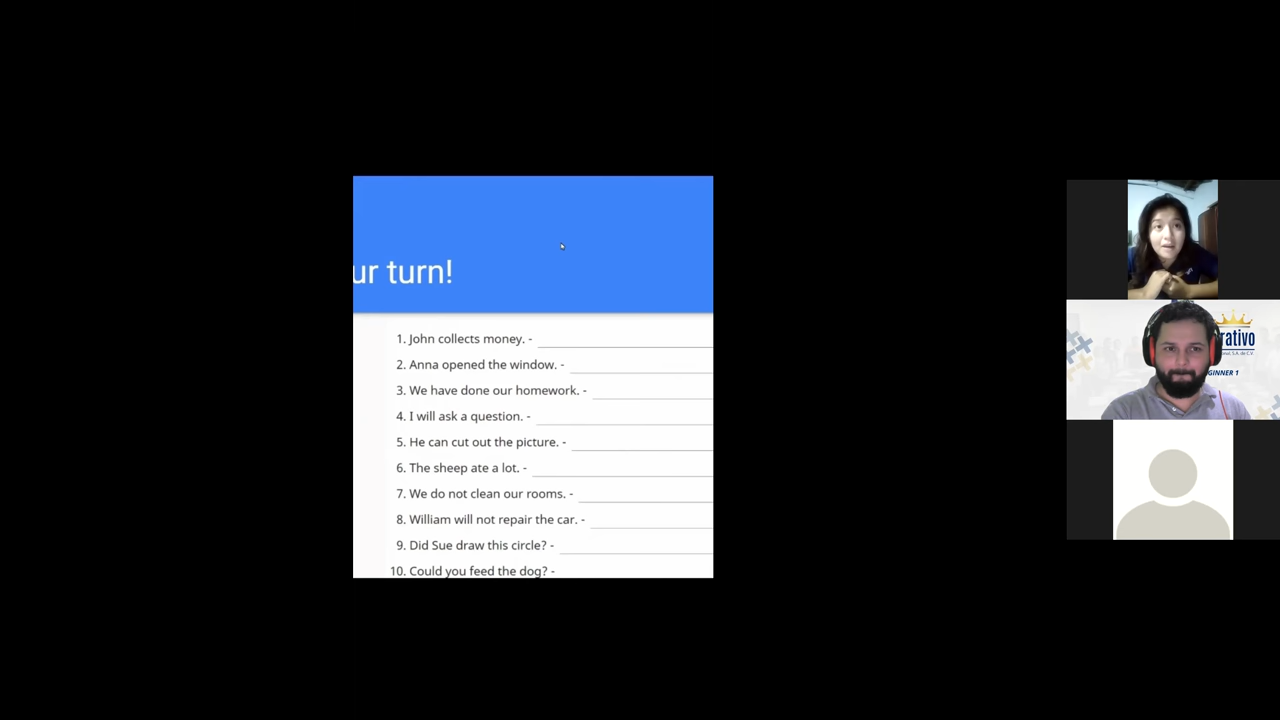 ur turn!
1. John collects money. -
2. Anna opened the window. -
3. We have done our homework. -
4. I will ask a question. -
5. He can cut out the picture. -
6. The sheep ate a lot. -
7. We do not clean our rooms. -
8. William will not repair the car. -
9. Did Sue draw this circle? -
10. Could you feed the dog? -
rativo
GINNER 1